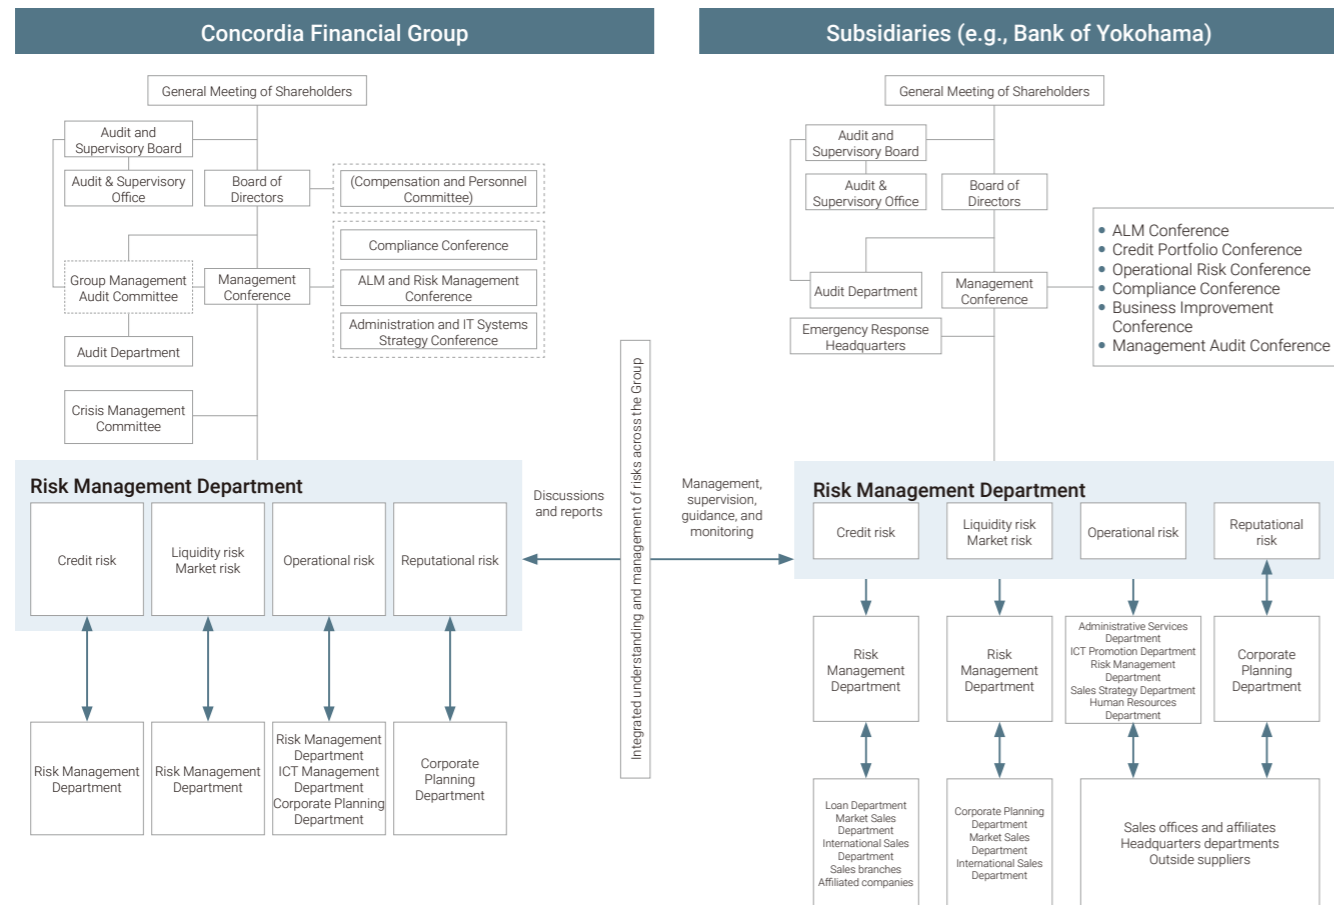 Concordia Financial Group
General Meeting of Shareholders
Audit and
Supervisory Board
Audit & Supervisory
Office
Board of
Directors
(Compensation and Personnel
Committee)
Compliance Conference
Group Management
Audit Committee
Management
Conference
ALM and Risk Management
Conference
Administration and IT Systems
Strategy Conference
Audit Department
Crisis Management
Committee
Risk Management Department
Credit risk
Liquidity risk
Market risk
Operational risk
Reputational risk
Risk Management
Department
Risk Management
Department
Risk Management
Department
ICT Management
Department
Corporate Planning
Department
Corporate
Planning
Department
Discussions
and reports
Integrated understanding and management of risks across the Group
Management,
supervision,
guidance, and
monitoring
Subsidiaries (e.g., Bank of Yokohama)
General Meeting of Shareholders
Audit and
Supervisory Board
Audit &
Supervisory Office
Board of
Directors
Audit Department
Management
Conference
• ALM Conference
• Credit Portfolio Conference
• Operational Risk Conference
• Compliance Conference
• Business Improvement
Conference
• Management Audit Conference
Emergency Response
Headquarters
Risk Management Department
Credit risk
Liquidity risk
Market risk
Operational risk
Reputational
risk
Risk
Management
Department
Risk
Management
Department
Administrative Services
Department
ICT Promotion Department
Risk Management
Department
Sales Strategy Department
Human Resources
Department
Corporate
Planning
Department
Loan Department
Market Sales
Department
International Sales
Department
Sales branches
Affiliated companies
Corporate Planning
Department
Market Sales
Department
International Sales
Department
Sales offices and affiliates
Headquarters departments
Outside suppliers